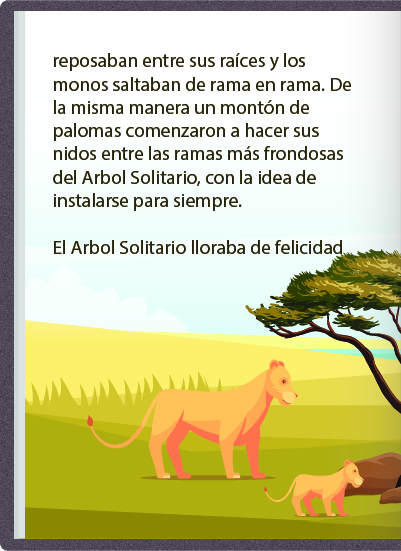 reposaban entre sus raíces y los
monos saltaban de rama en rama. De
la misma manera un montón de
palomas comenzaron a hacer sus
nidos entre las ramas más frondosas
del Arbol Solitario, con la idea de
instalarse para siempre.
El Arbol Solitario lloraba de felicidad